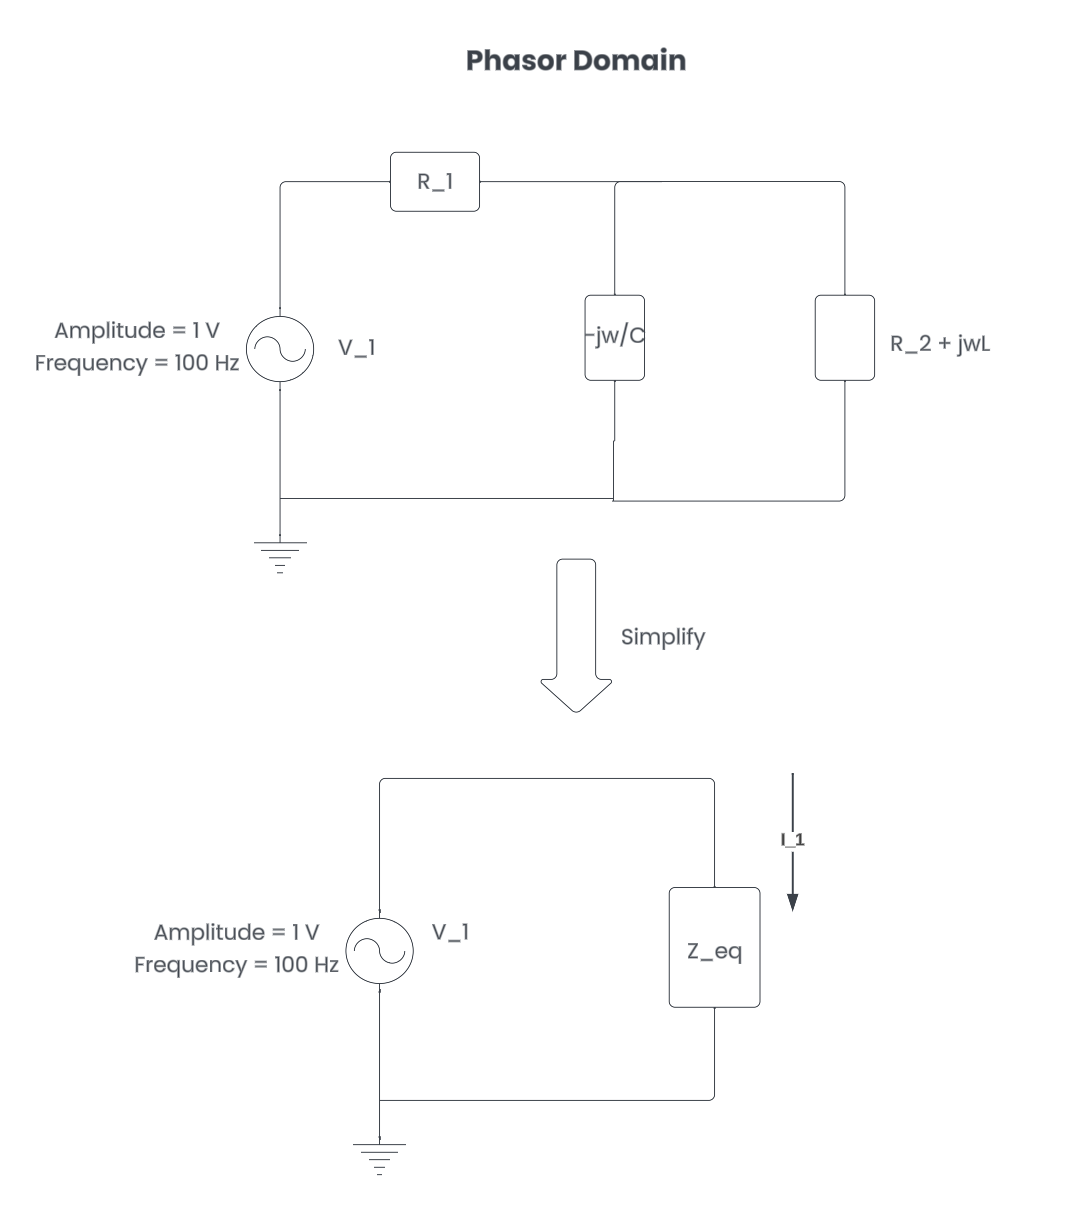 Phasor Domain
R_1
Amplitude = 1 V
Frequency = 100 Hz
V_1
-jw/C
R_2 + jwL
Simplify
I_1
Amplitude = 1 V
Frequency = 100 Hz
V_1
Z_eq